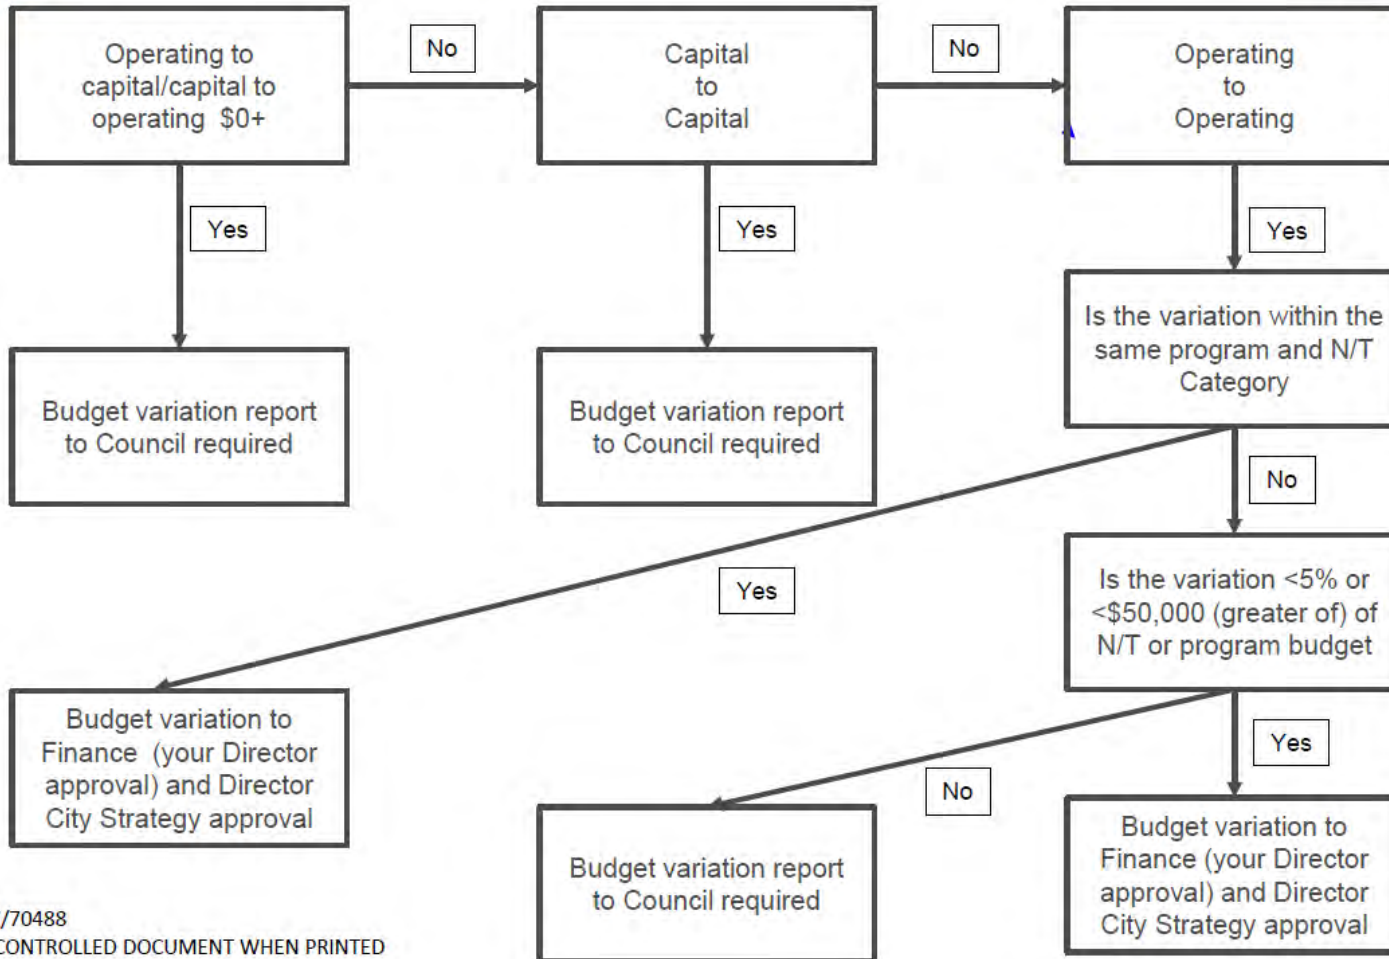 Operating to
capital/capital to
operating $0+
No
Capital
to
Capital
No
Operating
to
Operating
Yes
Yes
Yes
Budget variation report
to Council required
Budget variation report
to Council required
Is the variation within the
same program and N/T
Category
No
Yes
Is the variation <5% or
<$50,000 (greater of) of
N/T or program budget
Budget variation to
Finance (your Director
approval) and Director
City Strategy approval
No
Yes
Budget variation report
to Council required
Budget variation to
Finance (your Director
approval) and Director
City Strategy approval
/70488
CONTROLLED DOCUMENT WHEN PRINTED